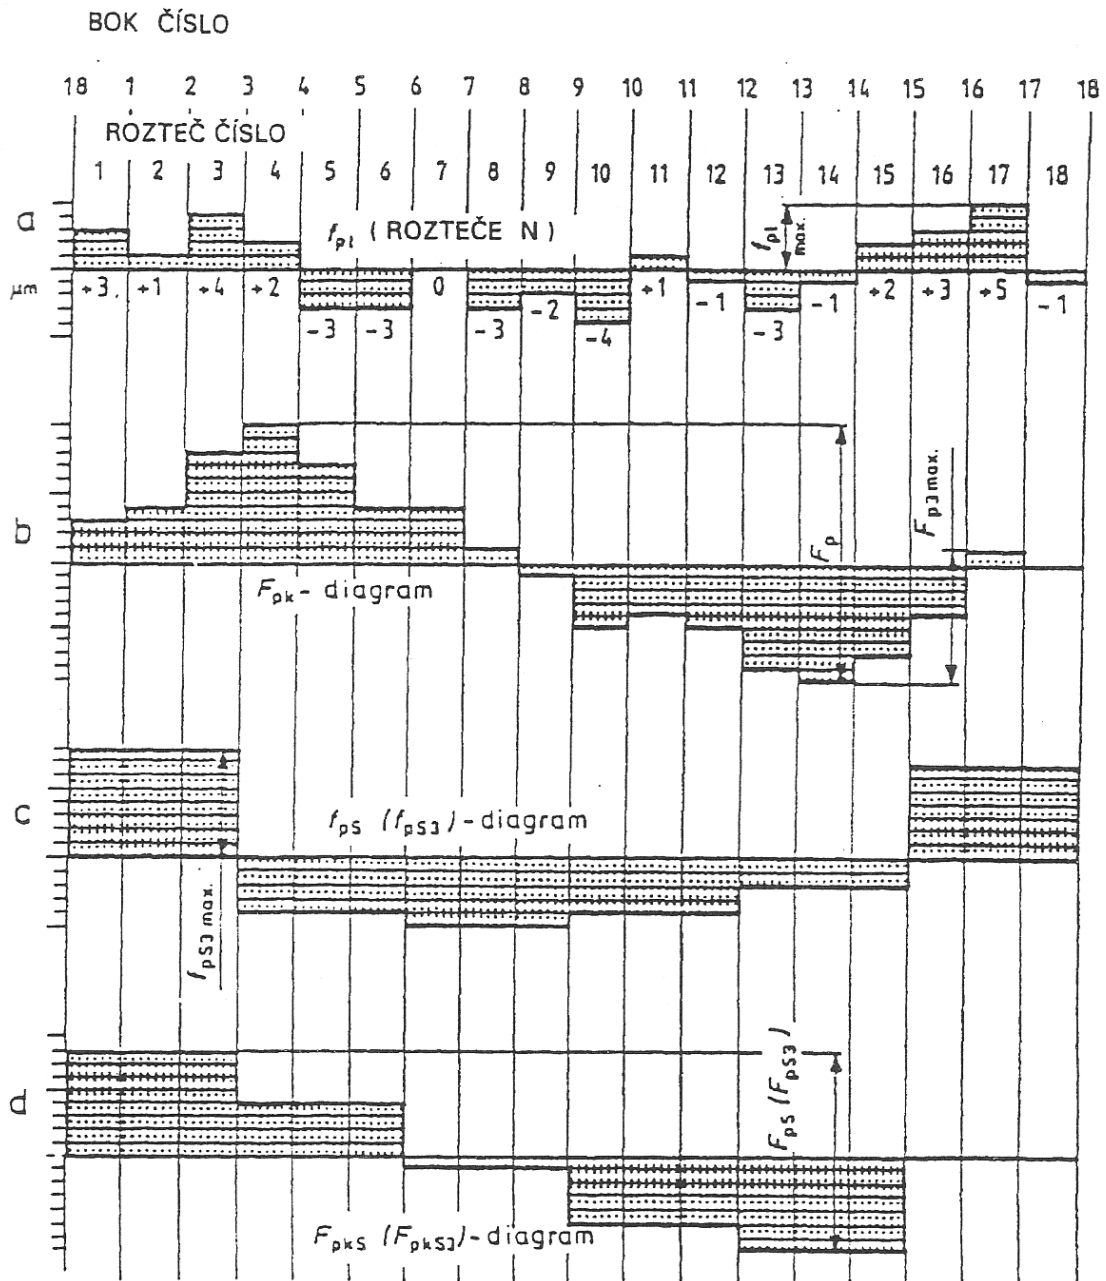 BOK ČÍSLO
18 1 2 3 4 5 6 7 8 9 10 11 12 13 14 15 16 17 18
ROZTEČ ČÍSLO
1 2 3 4 5 6 7 8 9 10 11 12 13 14 15 16 17 18
a
fpt (ROZTEČE N)
fpt max.
µm
+3, +1 +4 +2 0 +1 -1 -1 +2 +3 +5 -1
-3 -3 -3 -2 -4 -3
b
Fp
Fp3 max.
Fpk - diagram
c
fpS (fpS3) - diagram
fpS3 max.
d
FpS (FpS3)
FpkS (FpkS3) - diagram